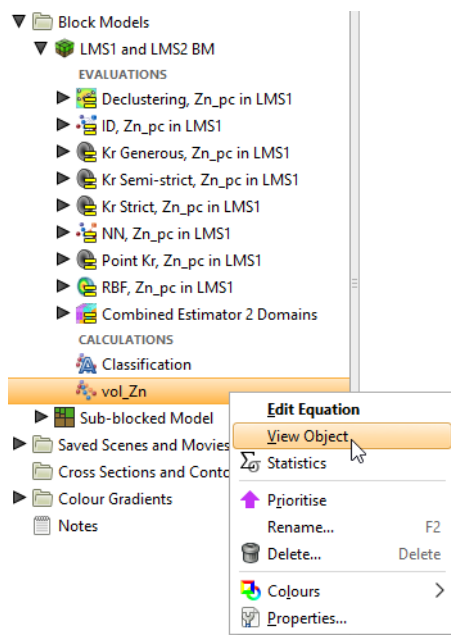 Block Models
LMS1 and LMS2 BM
EVALUATIONS
Declustering, Zn_pc in LMS1
ID, Zn_pc in LMS1
Kr Generous, Zn_pc in LMS1
Kr Semi-strict, Zn_pc in LMS1
Kr Strict, Zn_pc in LMS1
NN, Zn_pc in LMS1
Point Kr, Zn_pc in LMS1
RBF, Zn_pc in LMS1
Combined Estimator 2 Domains
CALCULATIONS
Classification
vol_Zn
Sub-blocked Model
Saved Scenes and Movies
Cross Sections and Conto
Colour Gradients
Notes
Edit Equation
View Object
Statistics
Prioritise
Rename... F2
Delete... Delete
Colours
Properties...